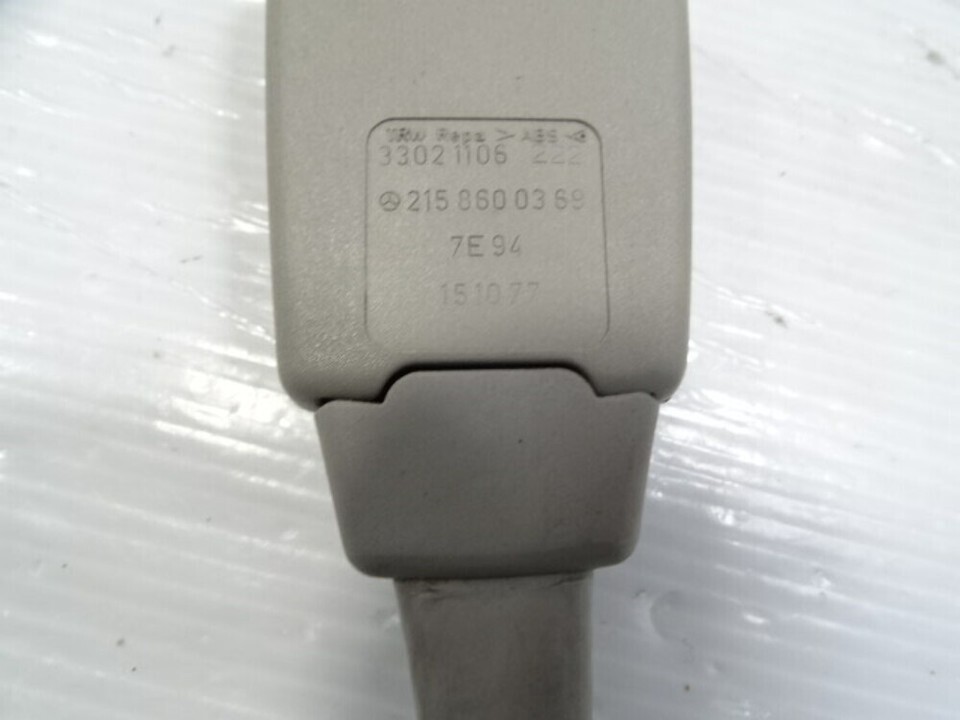 TRW Repa >ABS<
33021106 222
215 860 03 69
7E94
151077